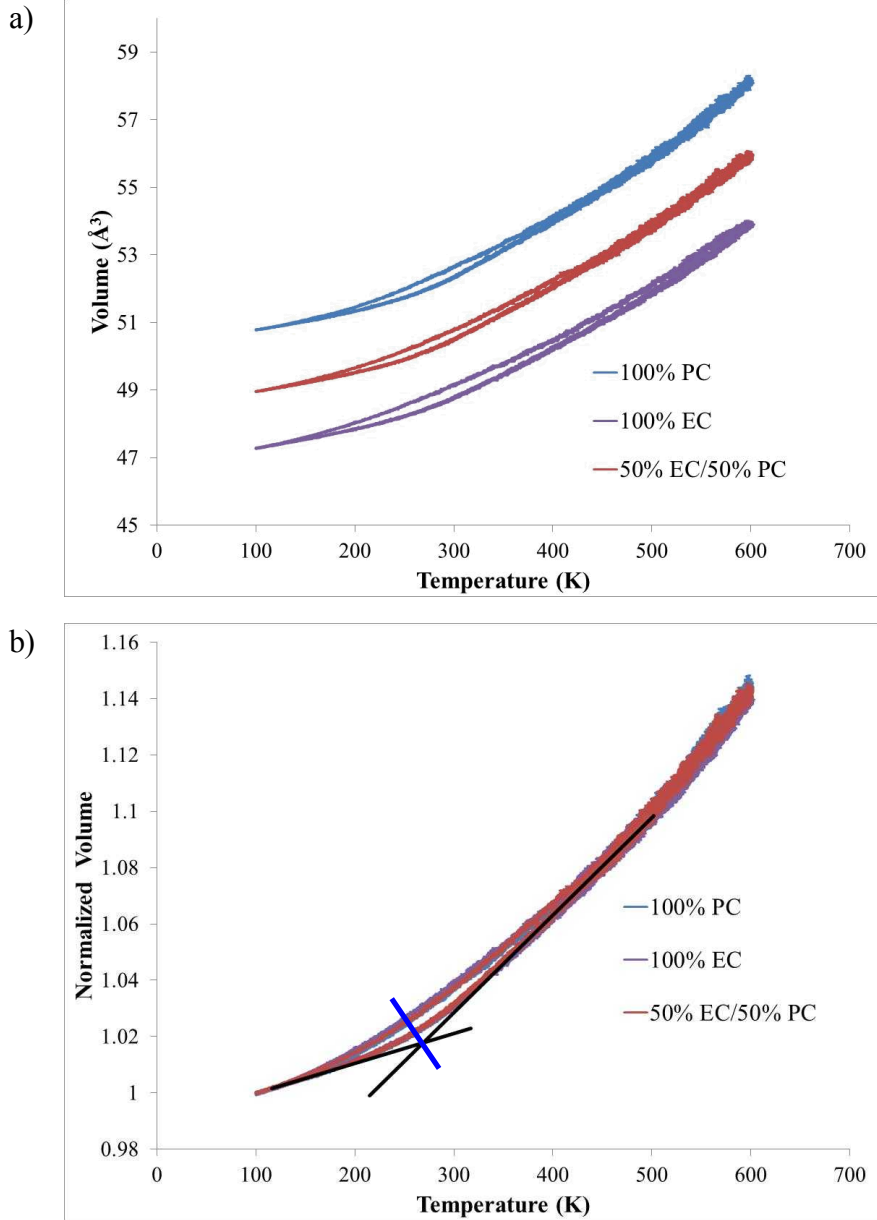 a)
59
57
55
53
51
49
47
45
Volume (Å³)
100% PC
100% EC
50% EC/50% PC
0 100 200 300 400 500 600 700
Temperature (K)
b)
1.16
1.14
1.12
1.1
1.08
1.06
1.04
1.02
1
0.98
Normalized Volume
100% PC
100% EC
50% EC/50% PC
0 100 200 300 400 500 600 700
Temperature (K)